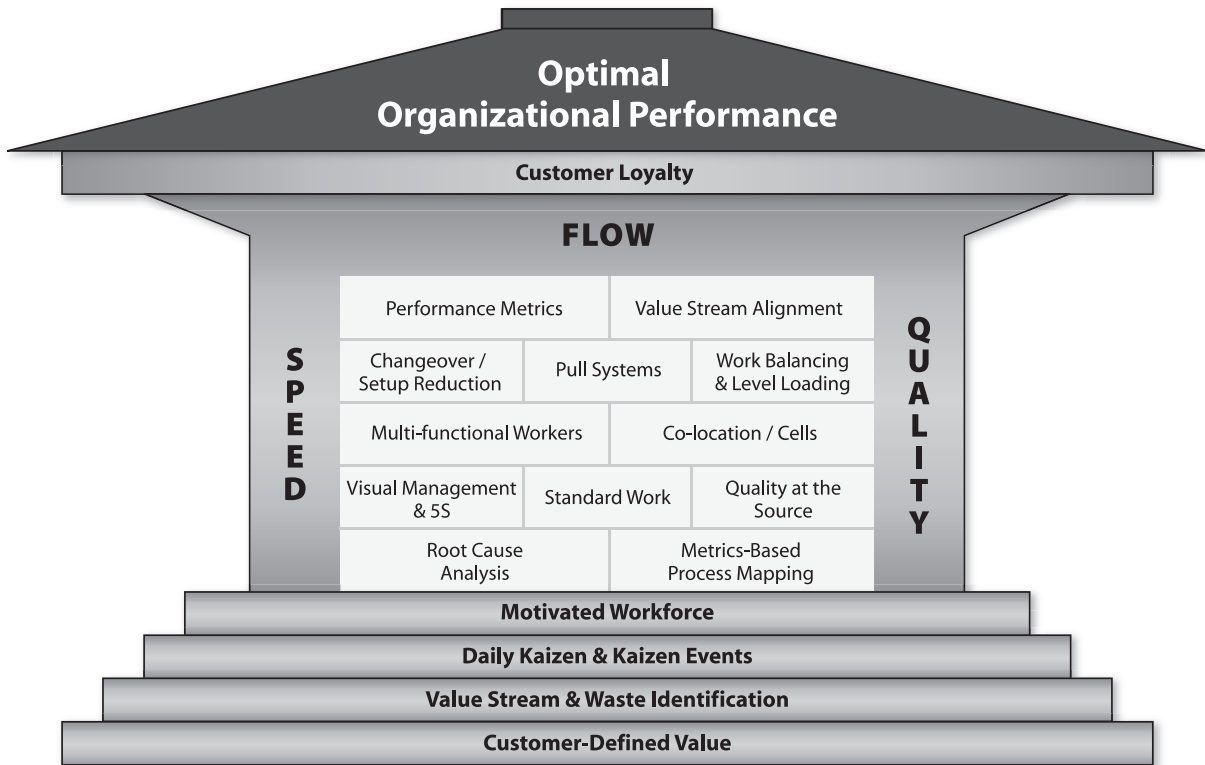 Optimal
Organizational Performance
Customer Loyalty
FLOW
SPEED
Performance Metrics
Value Stream Alignment
Changeover /
Setup Reduction
Pull Systems
Work Balancing
& Level Loading
Multi-functional Workers
Co-location / Cells
Visual Management
& 5S
Standard Work
Quality at the
Source
Root Cause
Analysis
Metrics-Based
Process Mapping
QUALITY
Motivated Workforce
Daily Kaizen & Kaizen Events
Value Stream & Waste Identification
Customer-Defined Value